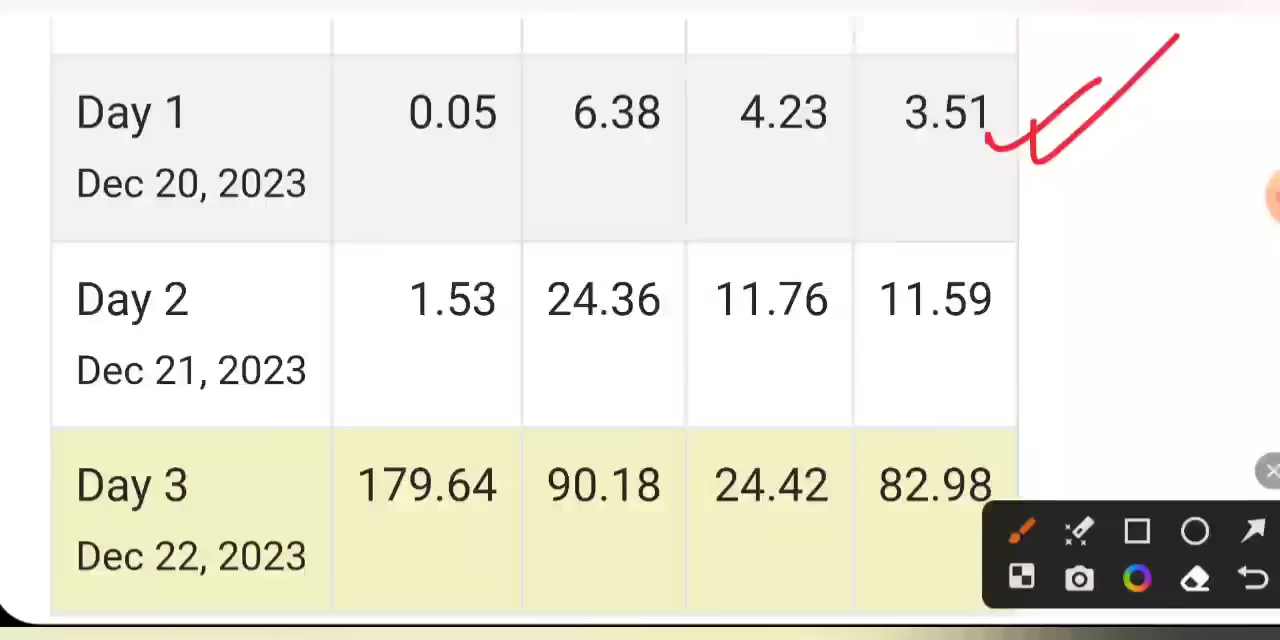 Day 1 0.05 6.38 4.23 3.51
Dec 20, 2023
Day 2 1.53 24.36 11.76 11.59
Dec 21, 2023
Day 3 179.64 90.18 24.42 82.98
Dec 22, 2023